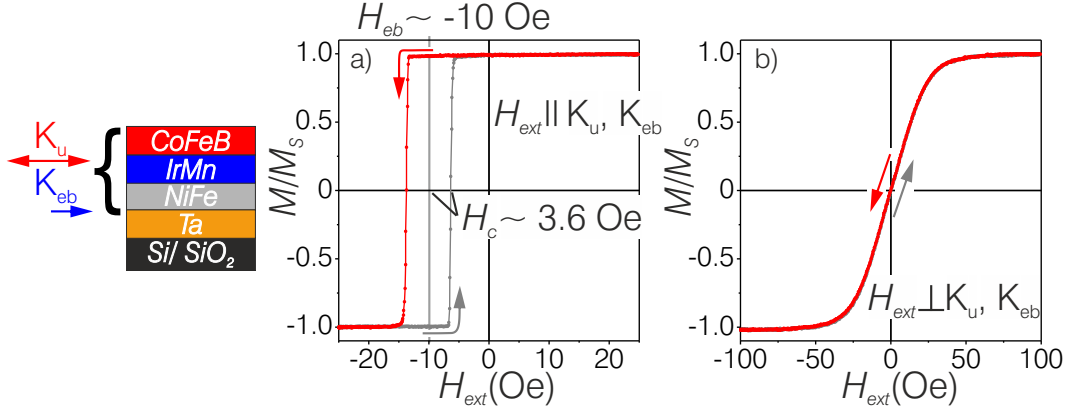 H_eb ~ -10 Oe
K_u
K_eb
{
CoFeB
IrMn
NiFe
Ta
Si/ SiO_2
a)
M/M_S
1.0
0.5
0
-0.5
-1.0
H_ext || K_u, K_eb
H_c ~ 3.6 Oe
-20 -10 0 10 20
H_ext(Oe)
b)
M/M_S
1.0
0.5
0
-0.5
-1.0
H_ext ⊥ K_u, K_eb
-100 -50 0 50 100
H_ext(Oe)